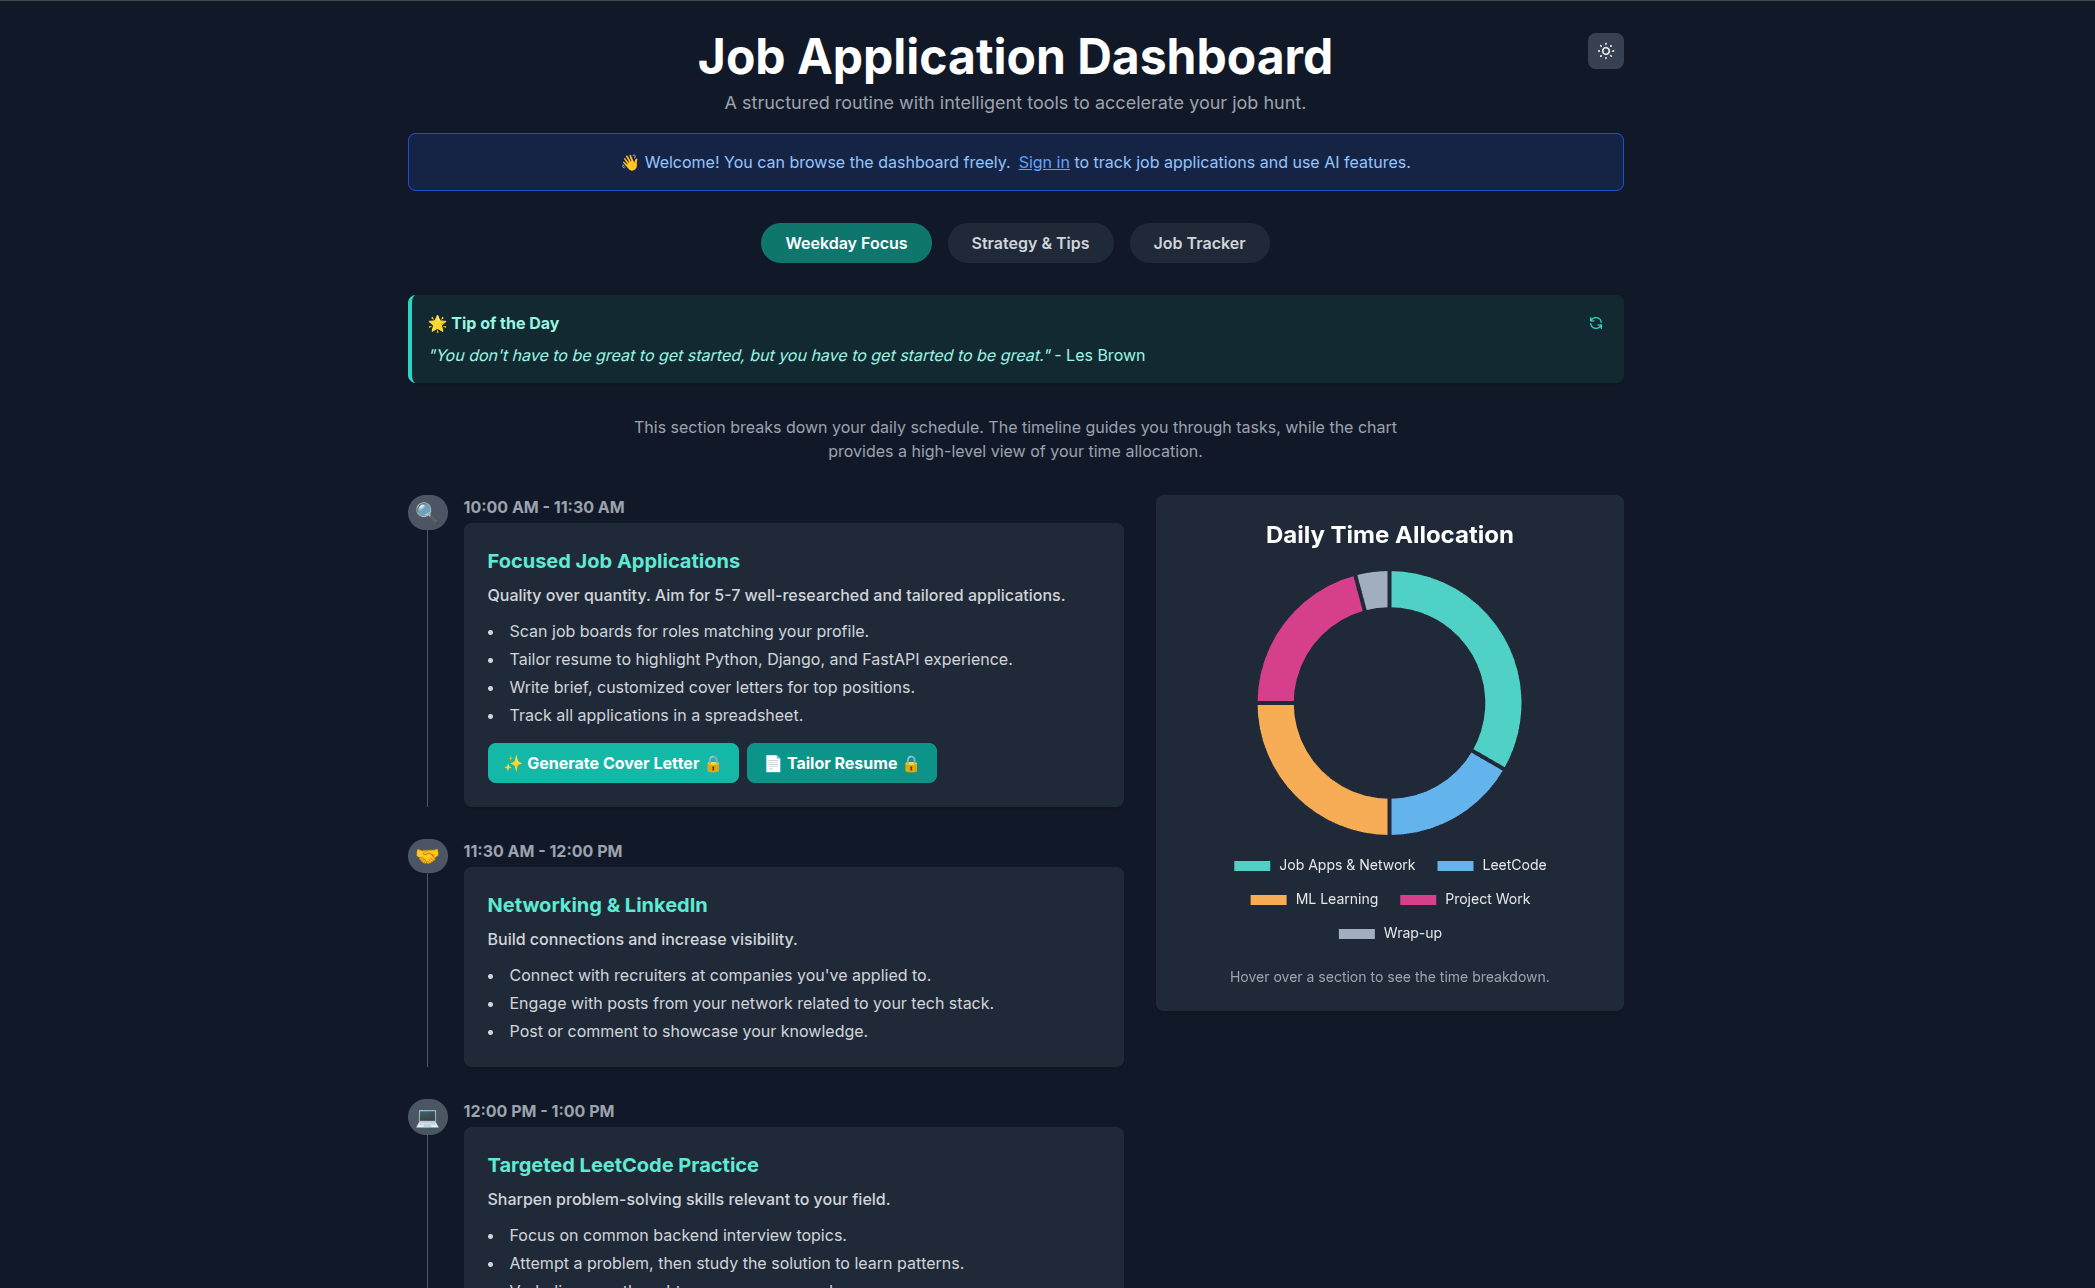 Job Application Dashboard
A structured routine with intelligent tools to accelerate your job hunt.
👋 Welcome! You can browse the dashboard freely. Sign in to track job applications and use AI features.
Weekday Focus
Strategy & Tips
Job Tracker
🌟 Tip of the Day
"You don't have to be great to get started, but you have to get started to be great." - Les Brown
This section breaks down your daily schedule. The timeline guides you through tasks, while the chart
provides a high-level view of your time allocation.
10:00 AM - 11:30 AM
Focused Job Applications
Quality over quantity. Aim for 5-7 well-researched and tailored applications.
• Scan job boards for roles matching your profile.
• Tailor resume to highlight Python, Django, and FastAPI experience.
• Write brief, customized cover letters for top positions.
• Track all applications in a spreadsheet.
✨ Generate Cover Letter 🔒
📄 Tailor Resume 🔒
11:30 AM - 12:00 PM
Networking & LinkedIn
Build connections and increase visibility.
• Connect with recruiters at companies you've applied to.
• Engage with posts from your network related to your tech stack.
• Post or comment to showcase your knowledge.
12:00 PM - 1:00 PM
Targeted LeetCode Practice
Sharpen problem-solving skills relevant to your field.
• Focus on common backend interview topics.
• Attempt a problem, then study the solution to learn patterns.
Daily Time Allocation
Job Apps & Network
LeetCode
ML Learning
Project Work
Wrap-up
Hover over a section to see the time breakdown.